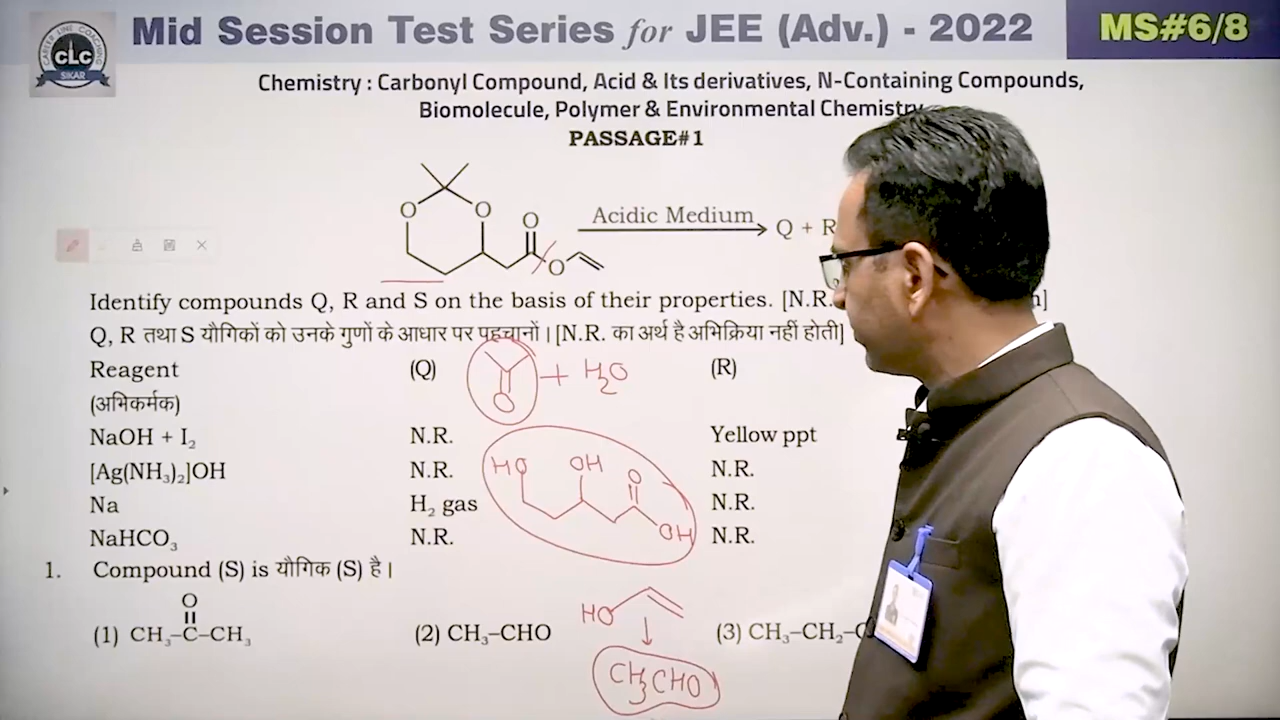 CAREER LINE COACHING
CLC
SIKAR
Mid Session Test Series for JEE (Adv.) - 2022
MS#6/8
Chemistry : Carbonyl Compound, Acid & Its derivatives, N-Containing Compounds,
Biomolecule, Polymer & Environmental Chemistry
PASSAGE#1
O O O O
Acidic Medium
Q + R
Identify compounds Q, R and S on the basis of their properties. [N.R.
Q, R तथा S यौगिकों को उनके गुणों के आधार पर पहचानों । [N.R. का अर्थ है अभिक्रिया नहीं होती]
Reagent (Q) (R)
O + H₂O
(अभिकर्मक)
NaOH + I₂ N.R. Yellow ppt
[Ag(NH₃)₂]OH N.R. N.R.
HO OH O OH
Na H₂ gas N.R.
NaHCO₃ N.R. N.R.
1. Compound (S) is यौगिक (S) है।
HO
O
(1) CH₃–C–CH₃ (2) CH₃–CHO (3) CH₃–CH₂–C
CH₃CHO